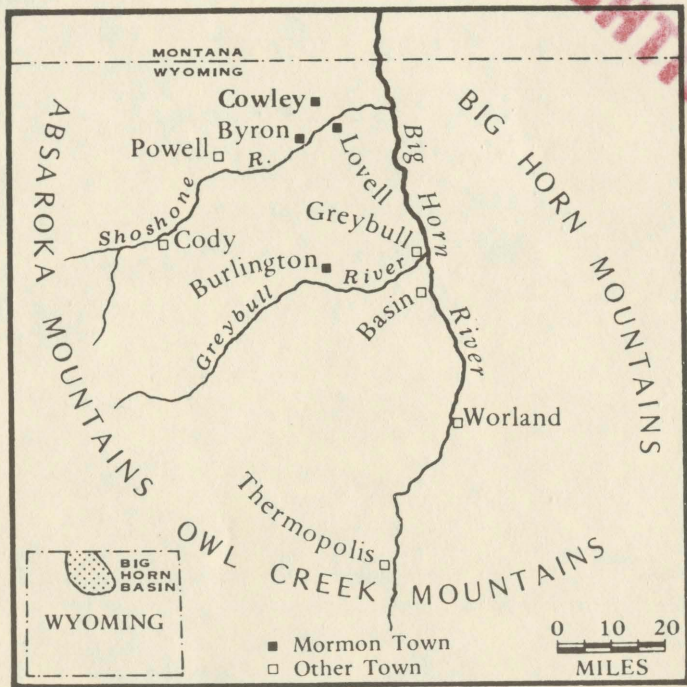 MONTANA
WYOMING
Cowley
Byron
Powell
Lovell
Shoshone R.
Cody
Big Horn River
Greybull
Burlington
Greybull River
Basin
Worland
Thermopolis
ABSAROKA MOUNTAINS
BIG HORN MOUNTAINS
OWL CREEK MOUNTAINS
BIG
HORN
BASIN
WYOMING
Mormon Town
Other Town
0 10 20
MILES